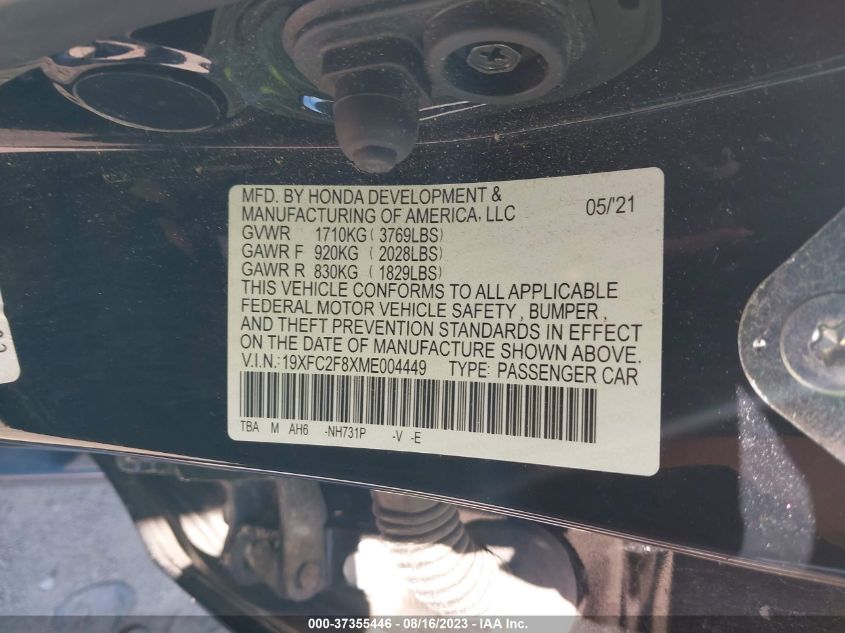 MFD. BY HONDA DEVELOPMENT &
MANUFACTURING OF AMERICA, LLC 05/'21
GVWR 1710KG ( 3769LBS)
GAWR F 920KG ( 2028LBS)
GAWR R 830KG ( 1829LBS)
THIS VEHICLE CONFORMS TO ALL APPLICABLE
FEDERAL MOTOR VEHICLE SAFETY, BUMPER,
AND THEFT PREVENTION STANDARDS IN EFFECT
ON THE DATE OF MANUFACTURE SHOWN ABOVE.
V.I.N.:19XFC2F8XME004449 TYPE: PASSENGER CAR
TBA M AH6 -NH731P -V -E
000-37355446 - 08/16/2023 - IAAI Inc.